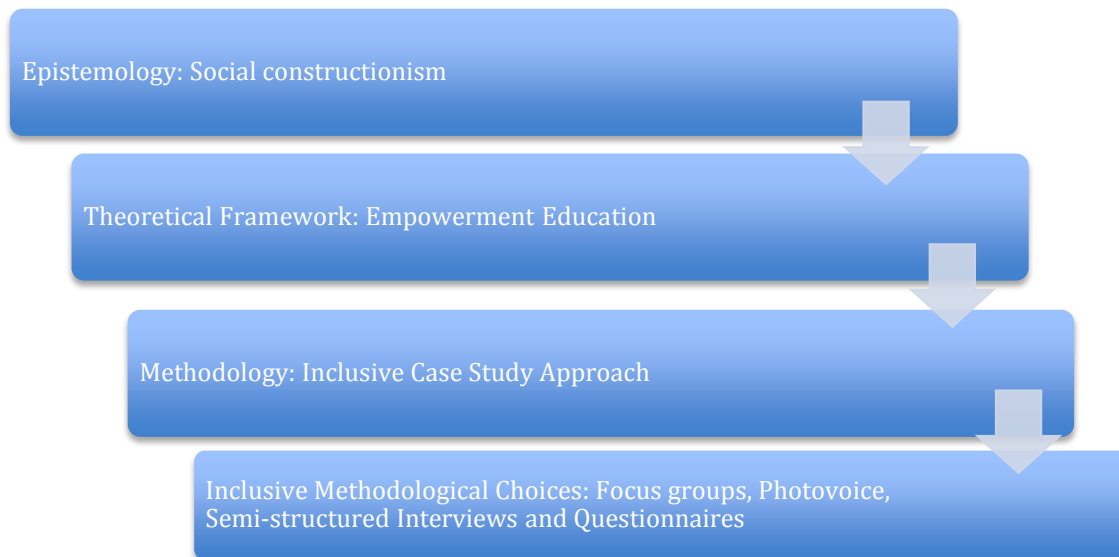 Epistemology: Social constructionism
Theoretical Framework: Empowerment Education
Methodology: Inclusive Case Study Approach
Inclusive Methodological Choices: Focus groups, Photovoice,
Semi-structured Interviews and Questionnaires